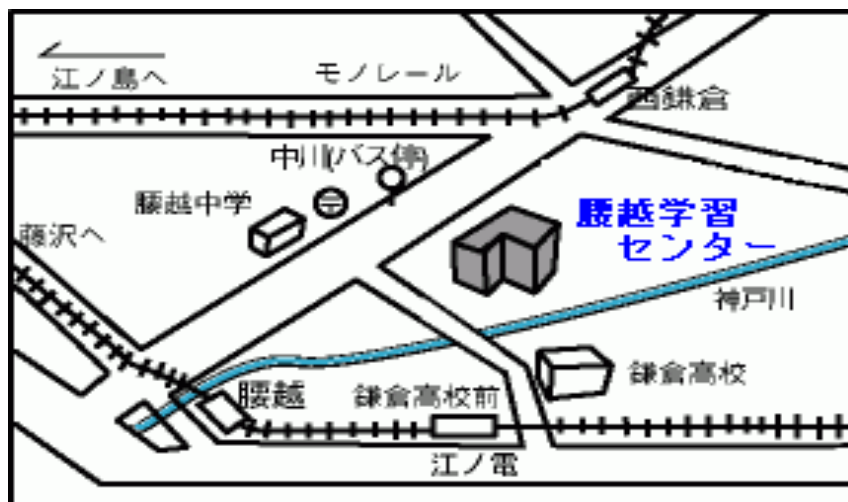 江ノ島へ
モノレール
西鎌倉
中川(バス停)
腰越中学
藤沢へ
腰越学習
センター
神戸川
鎌倉高校
腰越
鎌倉高校前
江ノ電